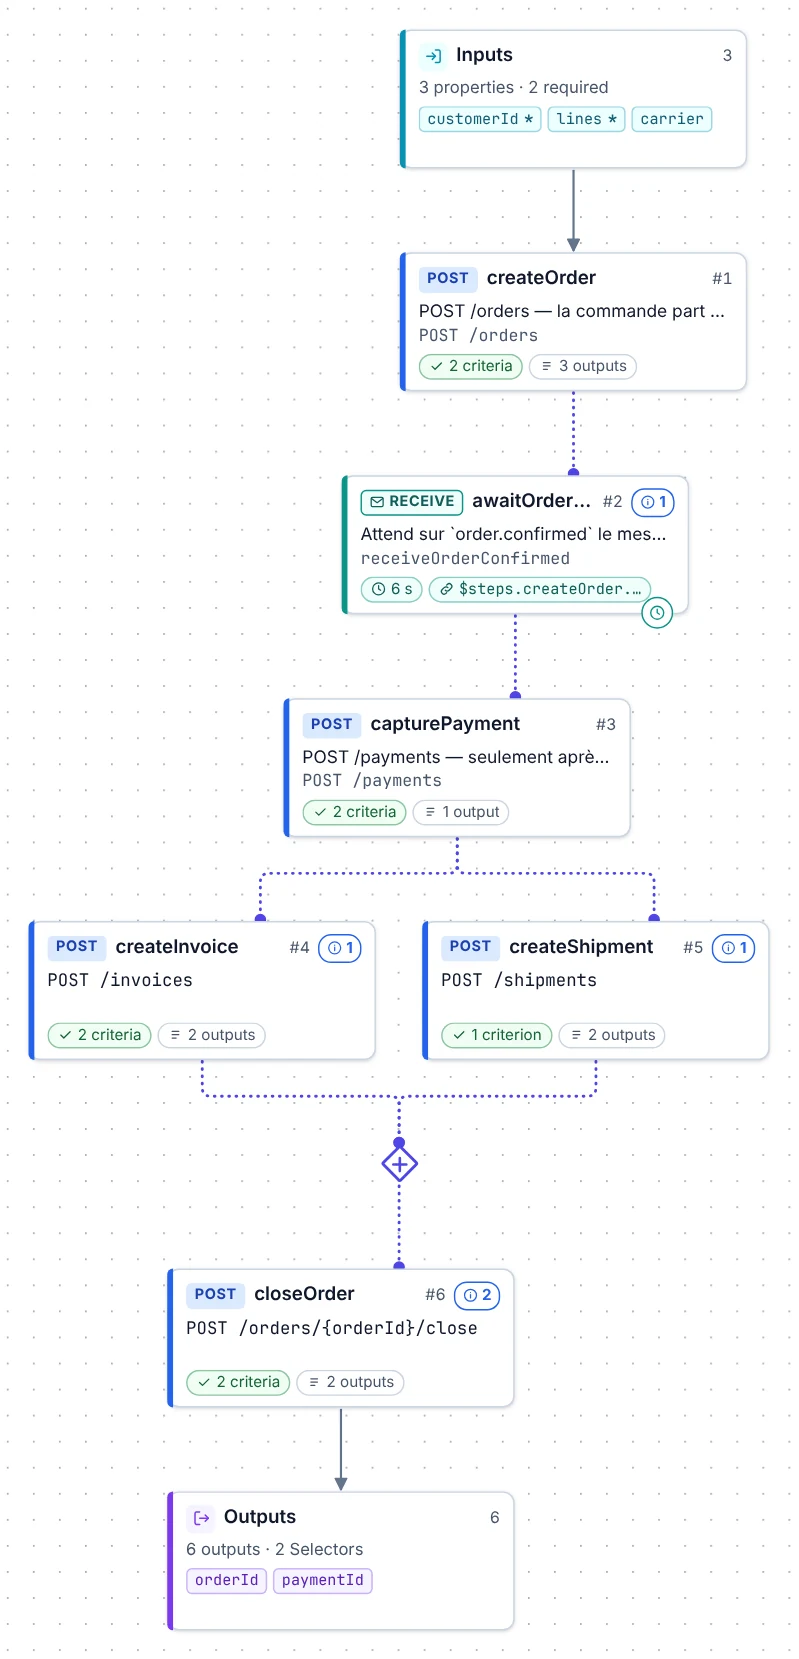 Inputs 3
3 properties · 2 required
customerId * lines * carrier
POST createOrder #1
POST /orders — la commande part ...
POST /orders
2 criteria 3 outputs
RECEIVE awaitOrder... #2 1
Attend sur `order.confirmed` le mes...
receiveOrderConfirmed
6 s $steps.createOrder.…
POST capturePayment #3
POST /payments — seulement aprè...
POST /payments
2 criteria 1 output
POST createInvoice #4 1
POST /invoices
2 criteria 2 outputs
POST createShipment #5 1
POST /shipments
1 criterion 2 outputs
POST closeOrder #6 2
POST /orders/{orderId}/close
2 criteria 2 outputs
Outputs 6
6 outputs · 2 Selectors
orderId paymentId